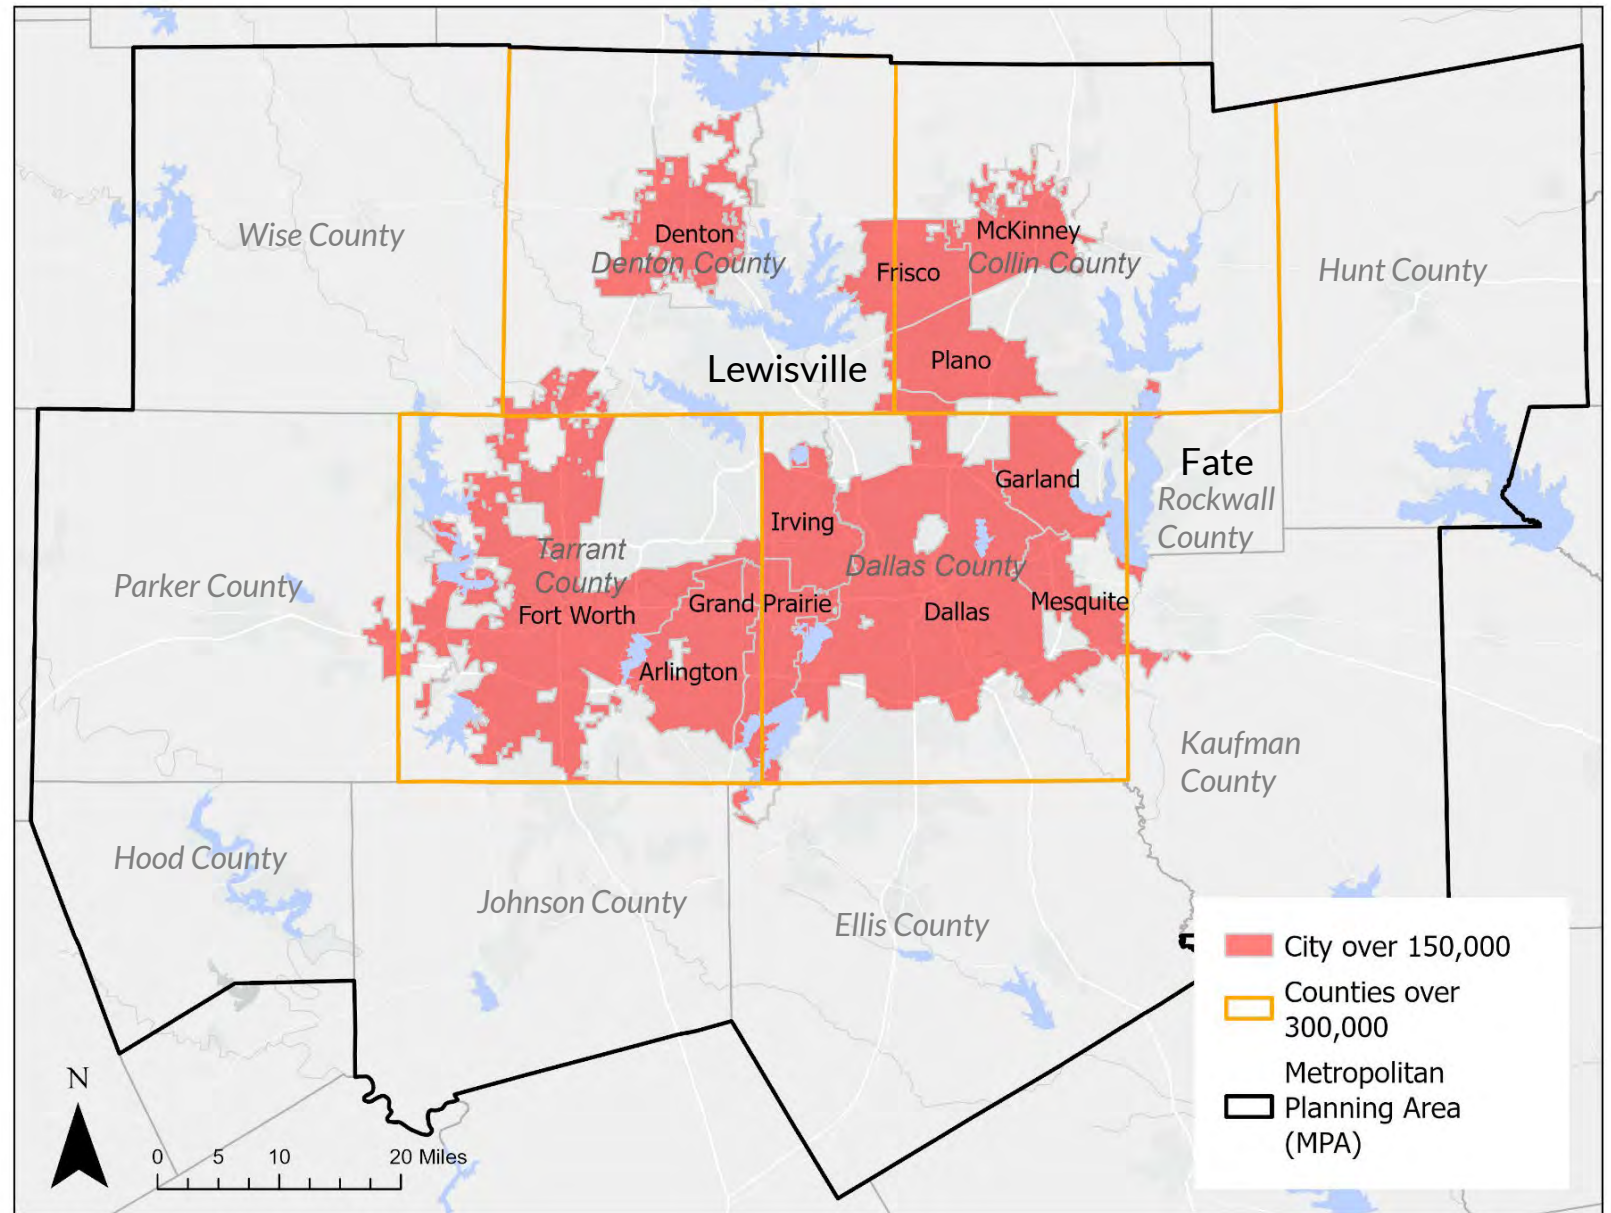 Wise County
Denton
Denton County
McKinney
Frisco
Collin County
Hunt County
Lewisville
Plano
Fate
Rockwall
County
Garland
Irving
Tarrant
County
Dallas County
Parker County
Fort Worth
Grand Prairie
Dallas
Mesquite
Arlington
Kaufman
County
Hood County
Johnson County
Ellis County
City over 150,000
Counties over
300,000
Metropolitan
Planning Area
(MPA)
N
0 5 10 20 Miles